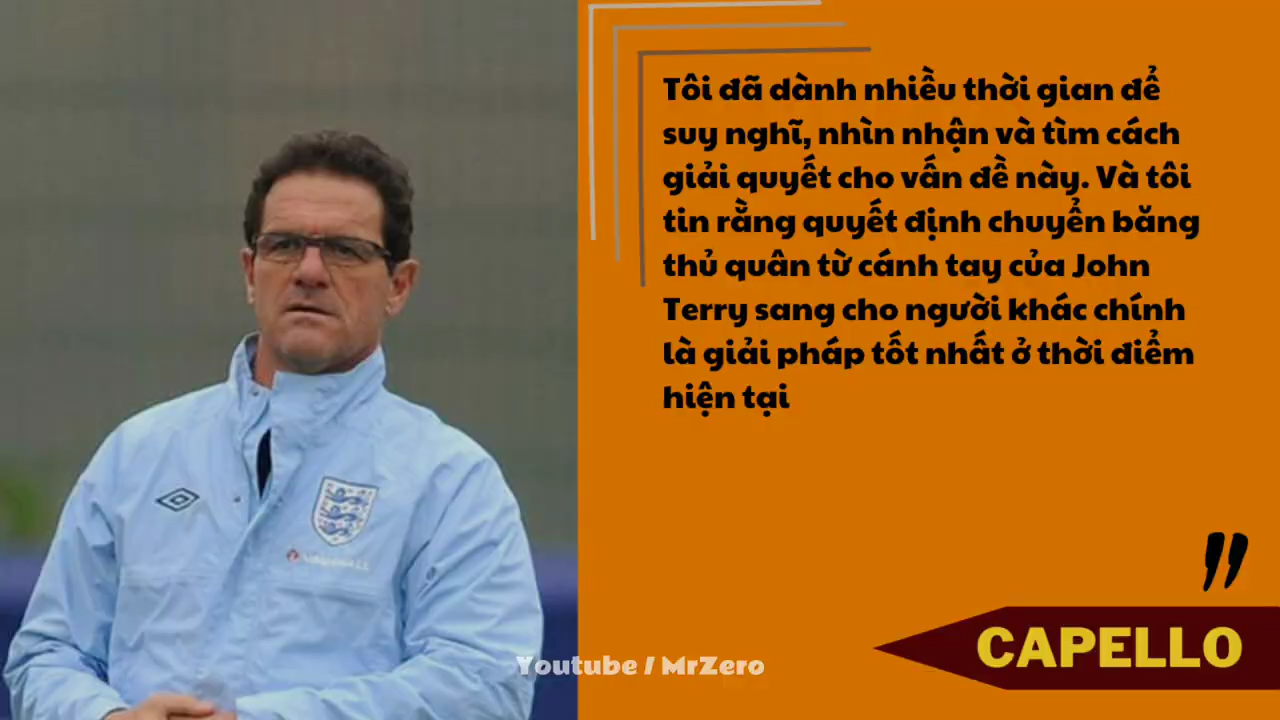 Tôi đã dành nhiều thời gian để
suy nghĩ, nhìn nhận và tìm cách
giải quyết cho vấn đề này. Và tôi
tin rằng quyết định chuyển băng
thủ quân từ cánh tay của John
Terry sang cho người khác chính
là giải pháp tốt nhất ở thời điểm
hiện tại
"
CAPELLO
Youtube / MrZero